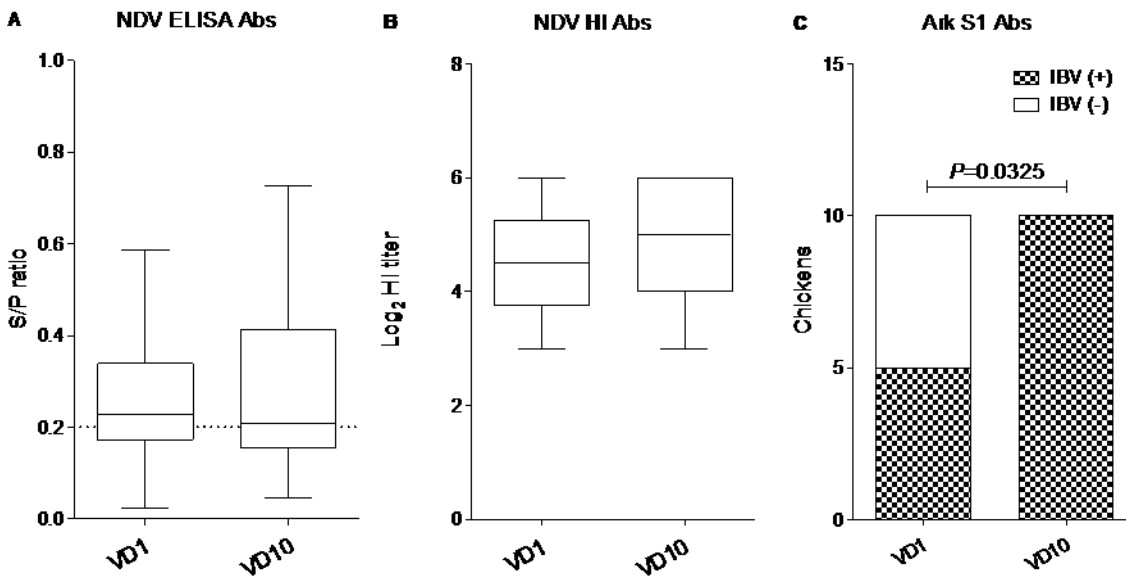 A NDV ELISA Abs
1.0
0.8
0.6
0.4
0.2
0.0
S/P ratio
VD1 VD10
B NDV HI Abs
8
6
4
2
0
Log2 HI titer
VD1 VD10
C Ark S1 Abs
15
10
5
0
Chickens
IBV (+)
IBV (-)
P=0.0325
VD1 VD10